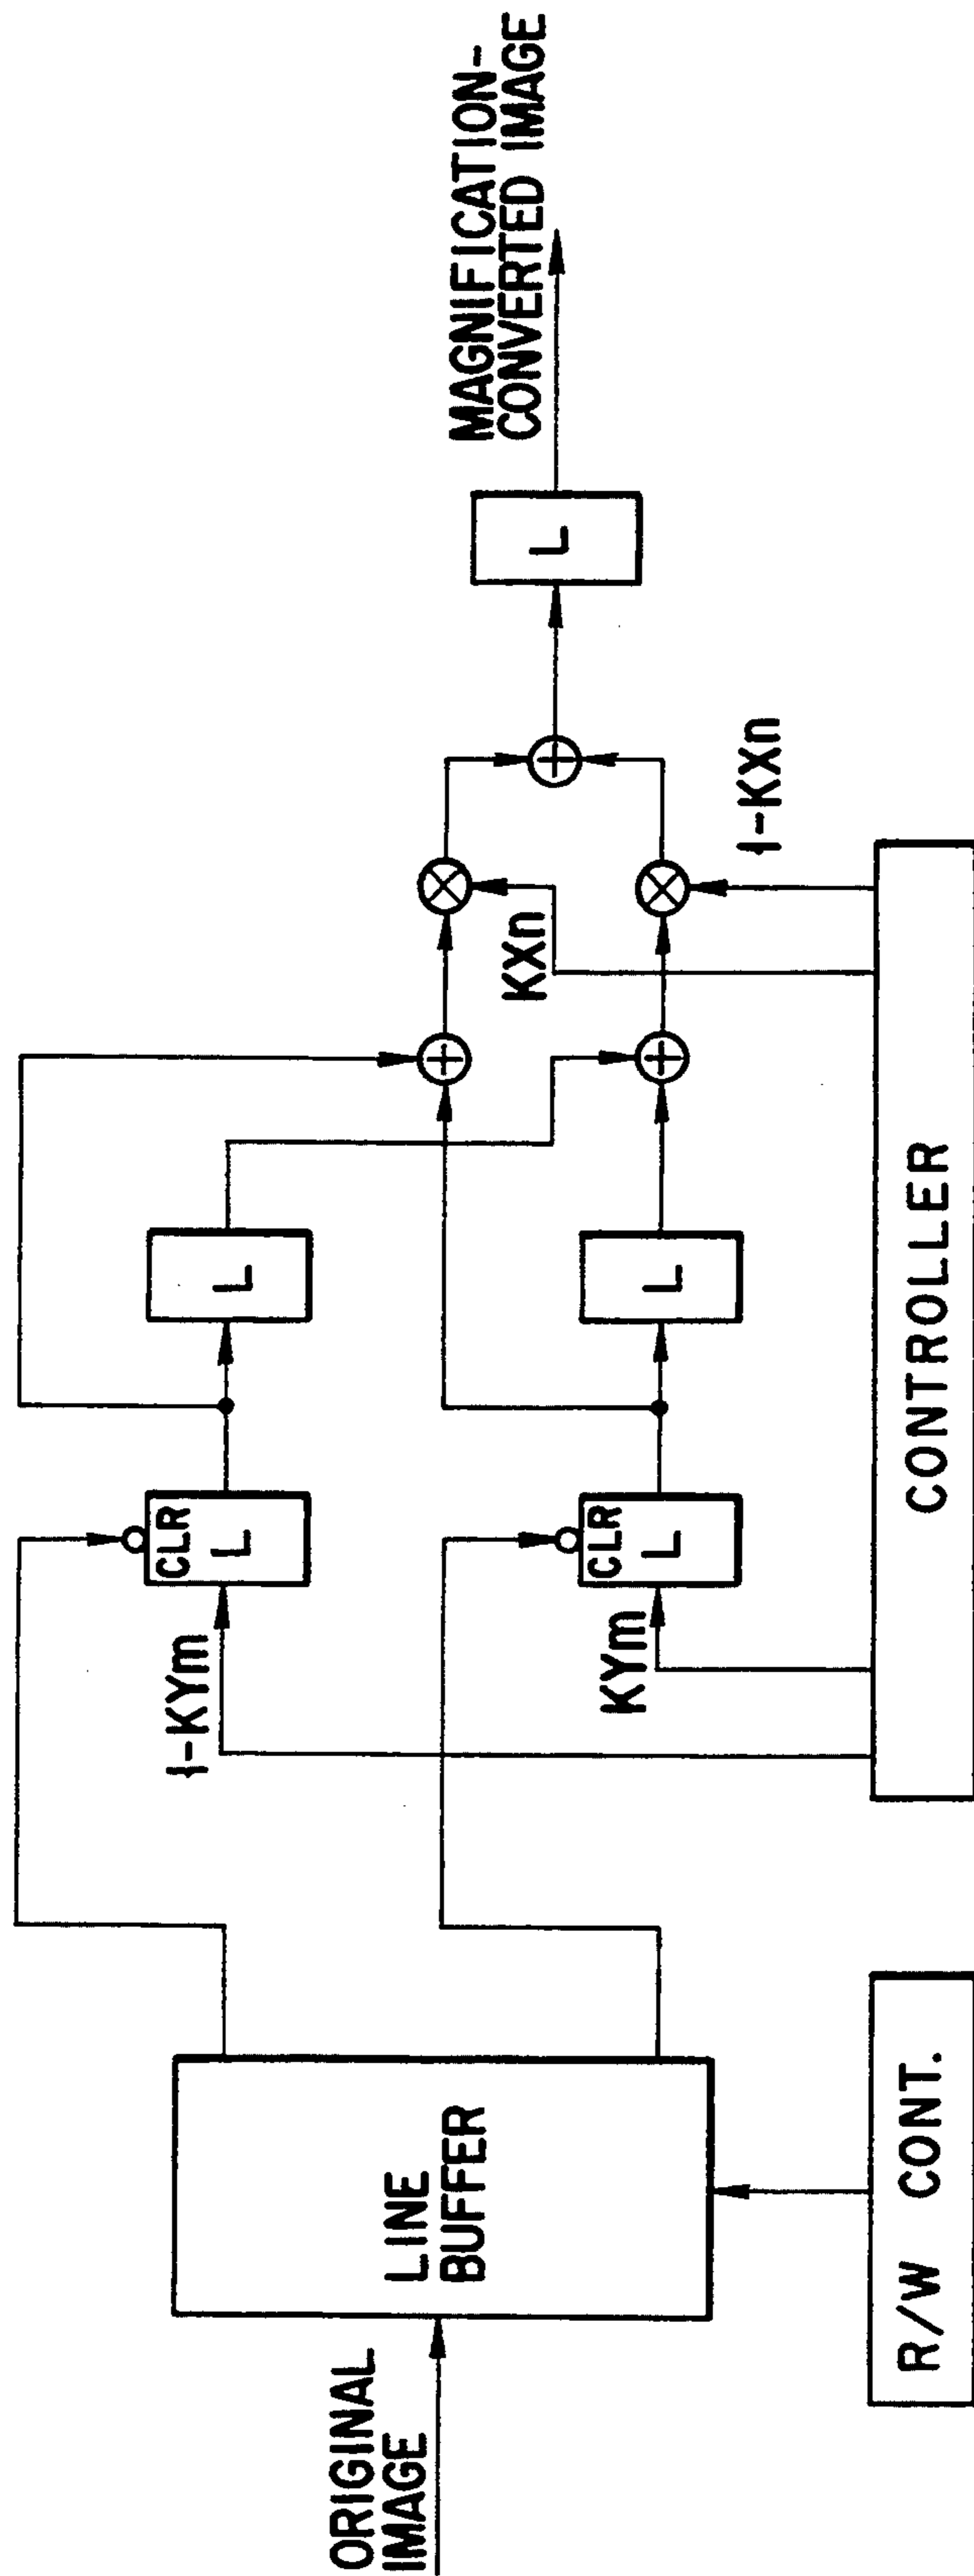 ORIGINAL
IMAGE
LINE
BUFFER
R/W CONT.
1-KYm
CLR
L
L
KYm
CLR
L
L
CONTROLLER
KXn
1-KXn
L
MAGNIFICATION-
CONVERTED IMAGE